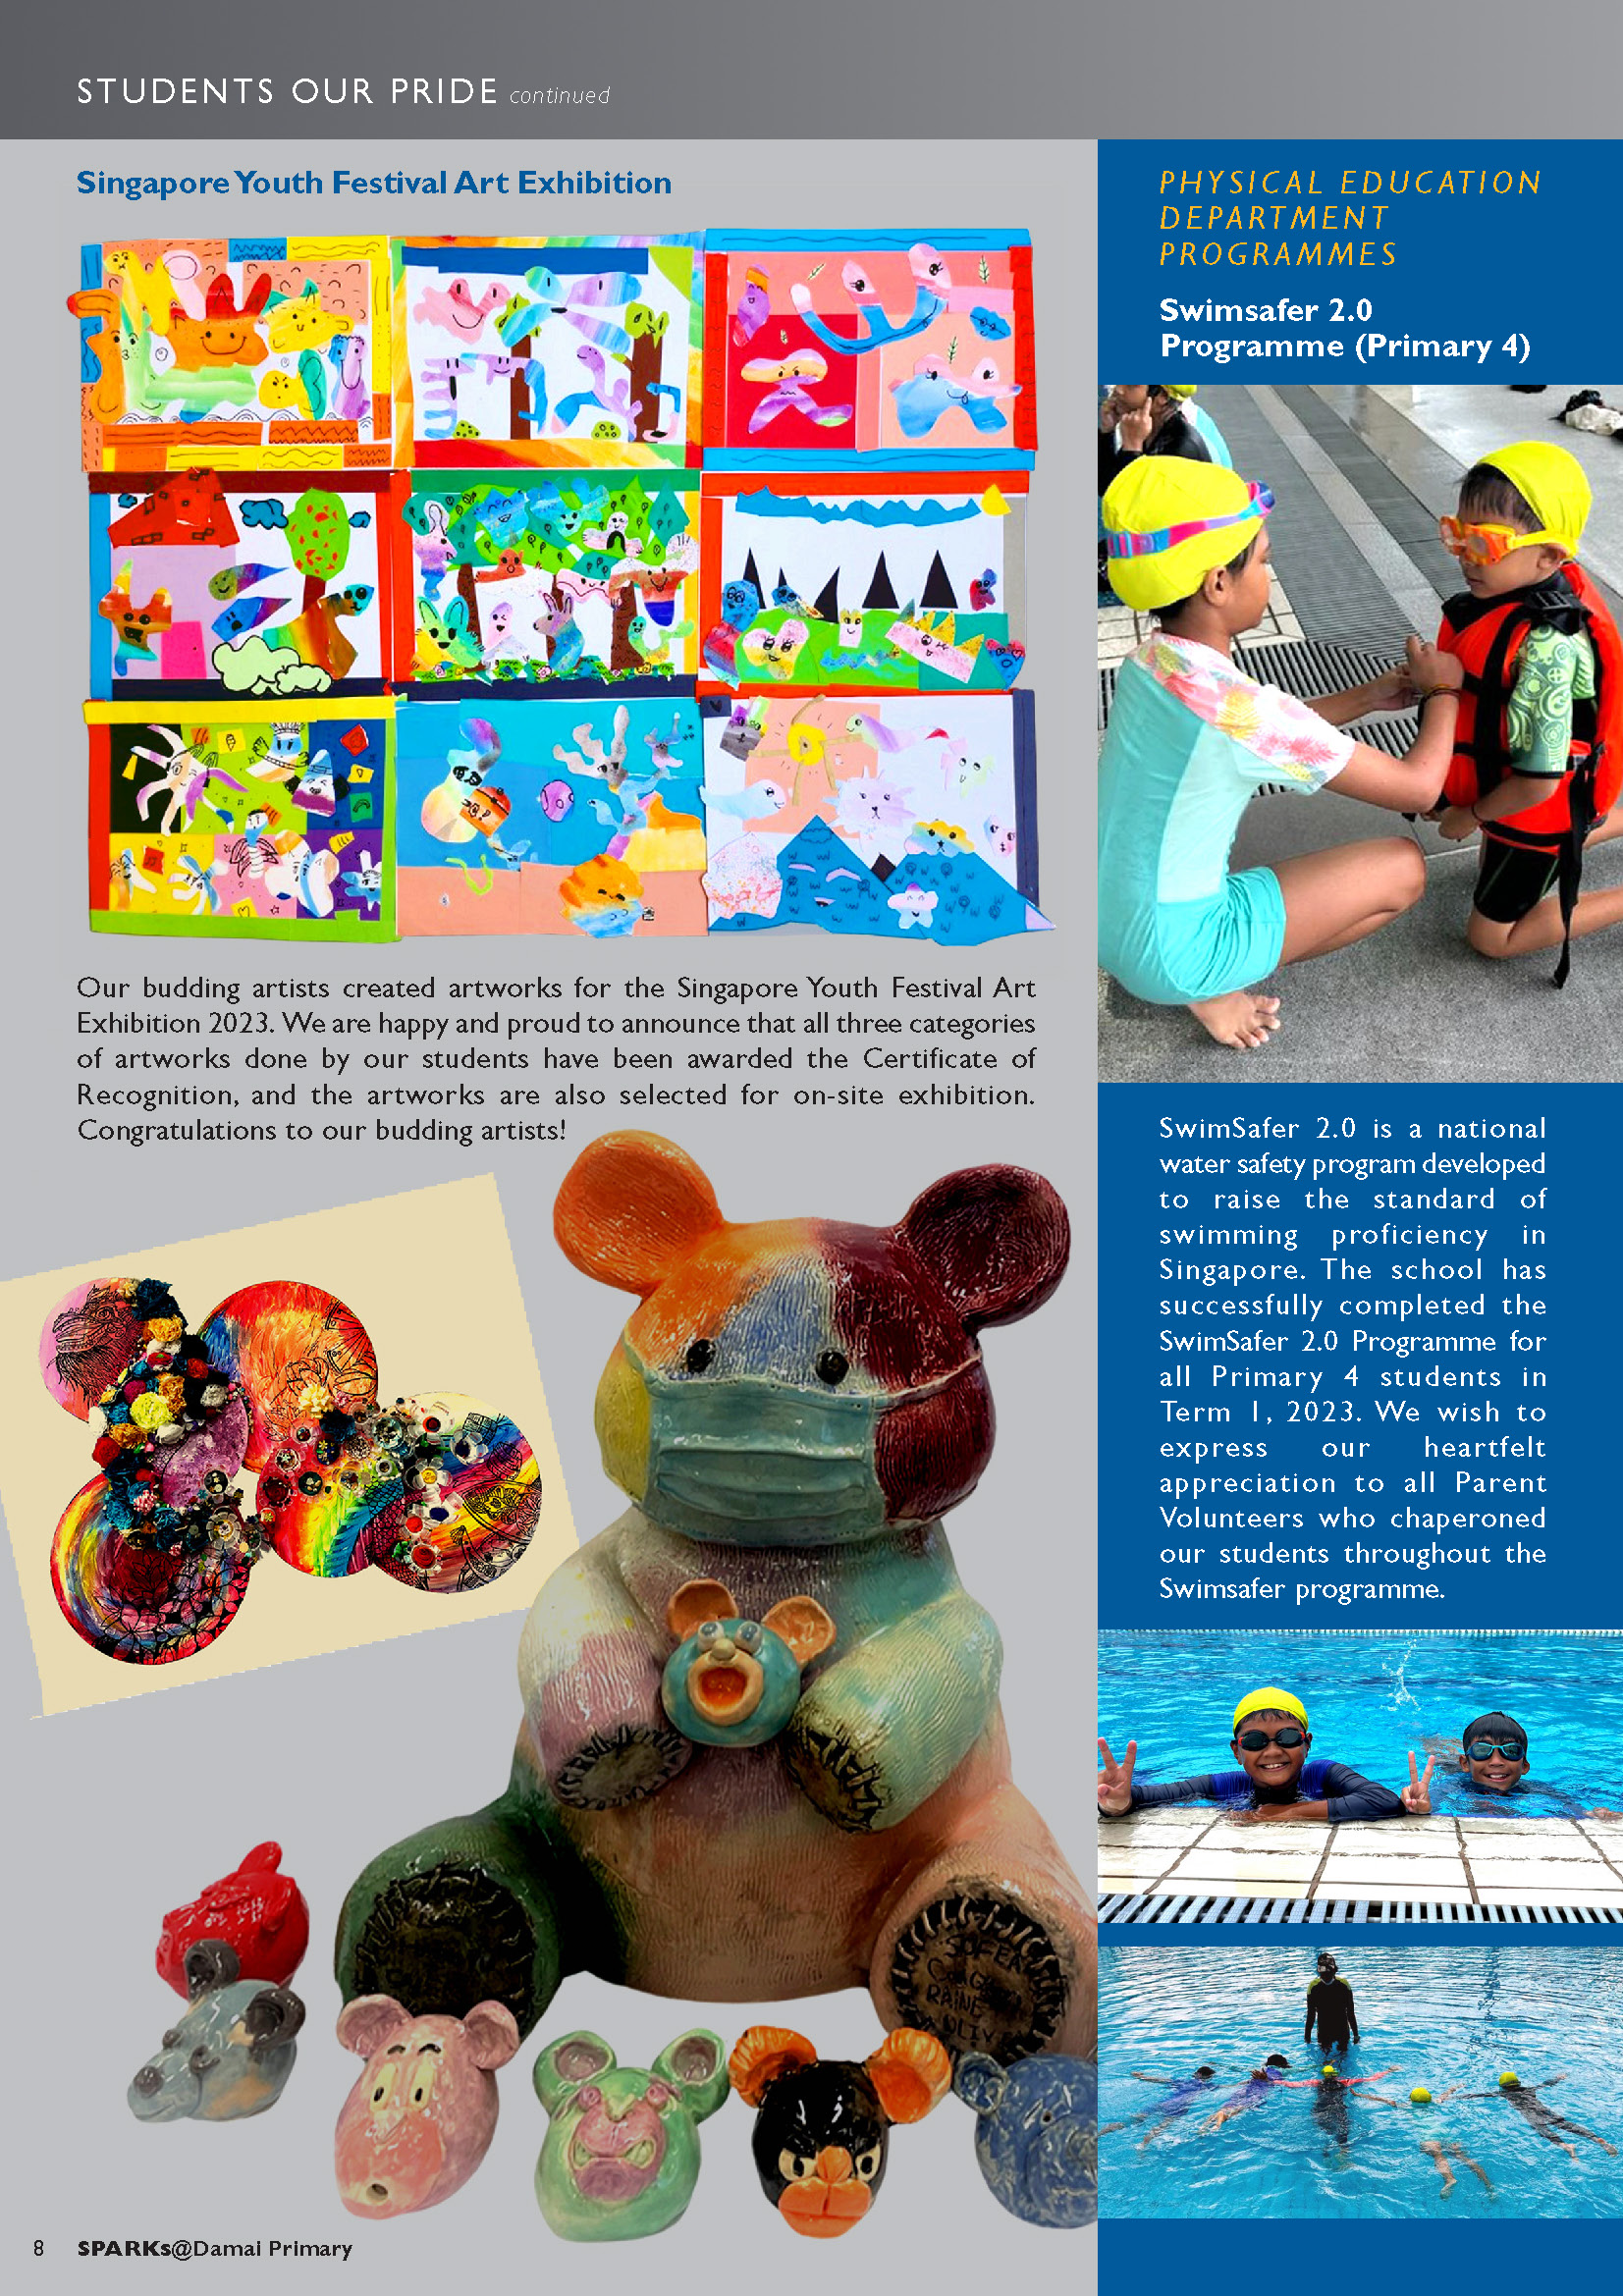 STUDENTS OUR PRIDE continued
Singapore Youth Festival Art Exhibition
Our budding artists created artworks for the Singapore Youth Festival Art
Exhibition 2023. We are happy and proud to announce that all three categories
of artworks done by our students have been awarded the Certificate of
Recognition, and the artworks are also selected for on-site exhibition.
Congratulations to our budding artists!
PHYSICAL EDUCATION
DEPARTMENT
PROGRAMMES
Swimsafer 2.0
Programme (Primary 4)
SwimSafer 2.0 is a national
water safety program developed
to raise the standard of
swimming proficiency in
Singapore. The school has
successfully completed the
SwimSafer 2.0 Programme for
all Primary 4 students in
Term 1, 2023. We wish to
express our heartfelt
appreciation to all Parent
Volunteers who chaperoned
our students throughout the
Swimsafer programme.
RAINE
8 SPARKs@Damai Primary